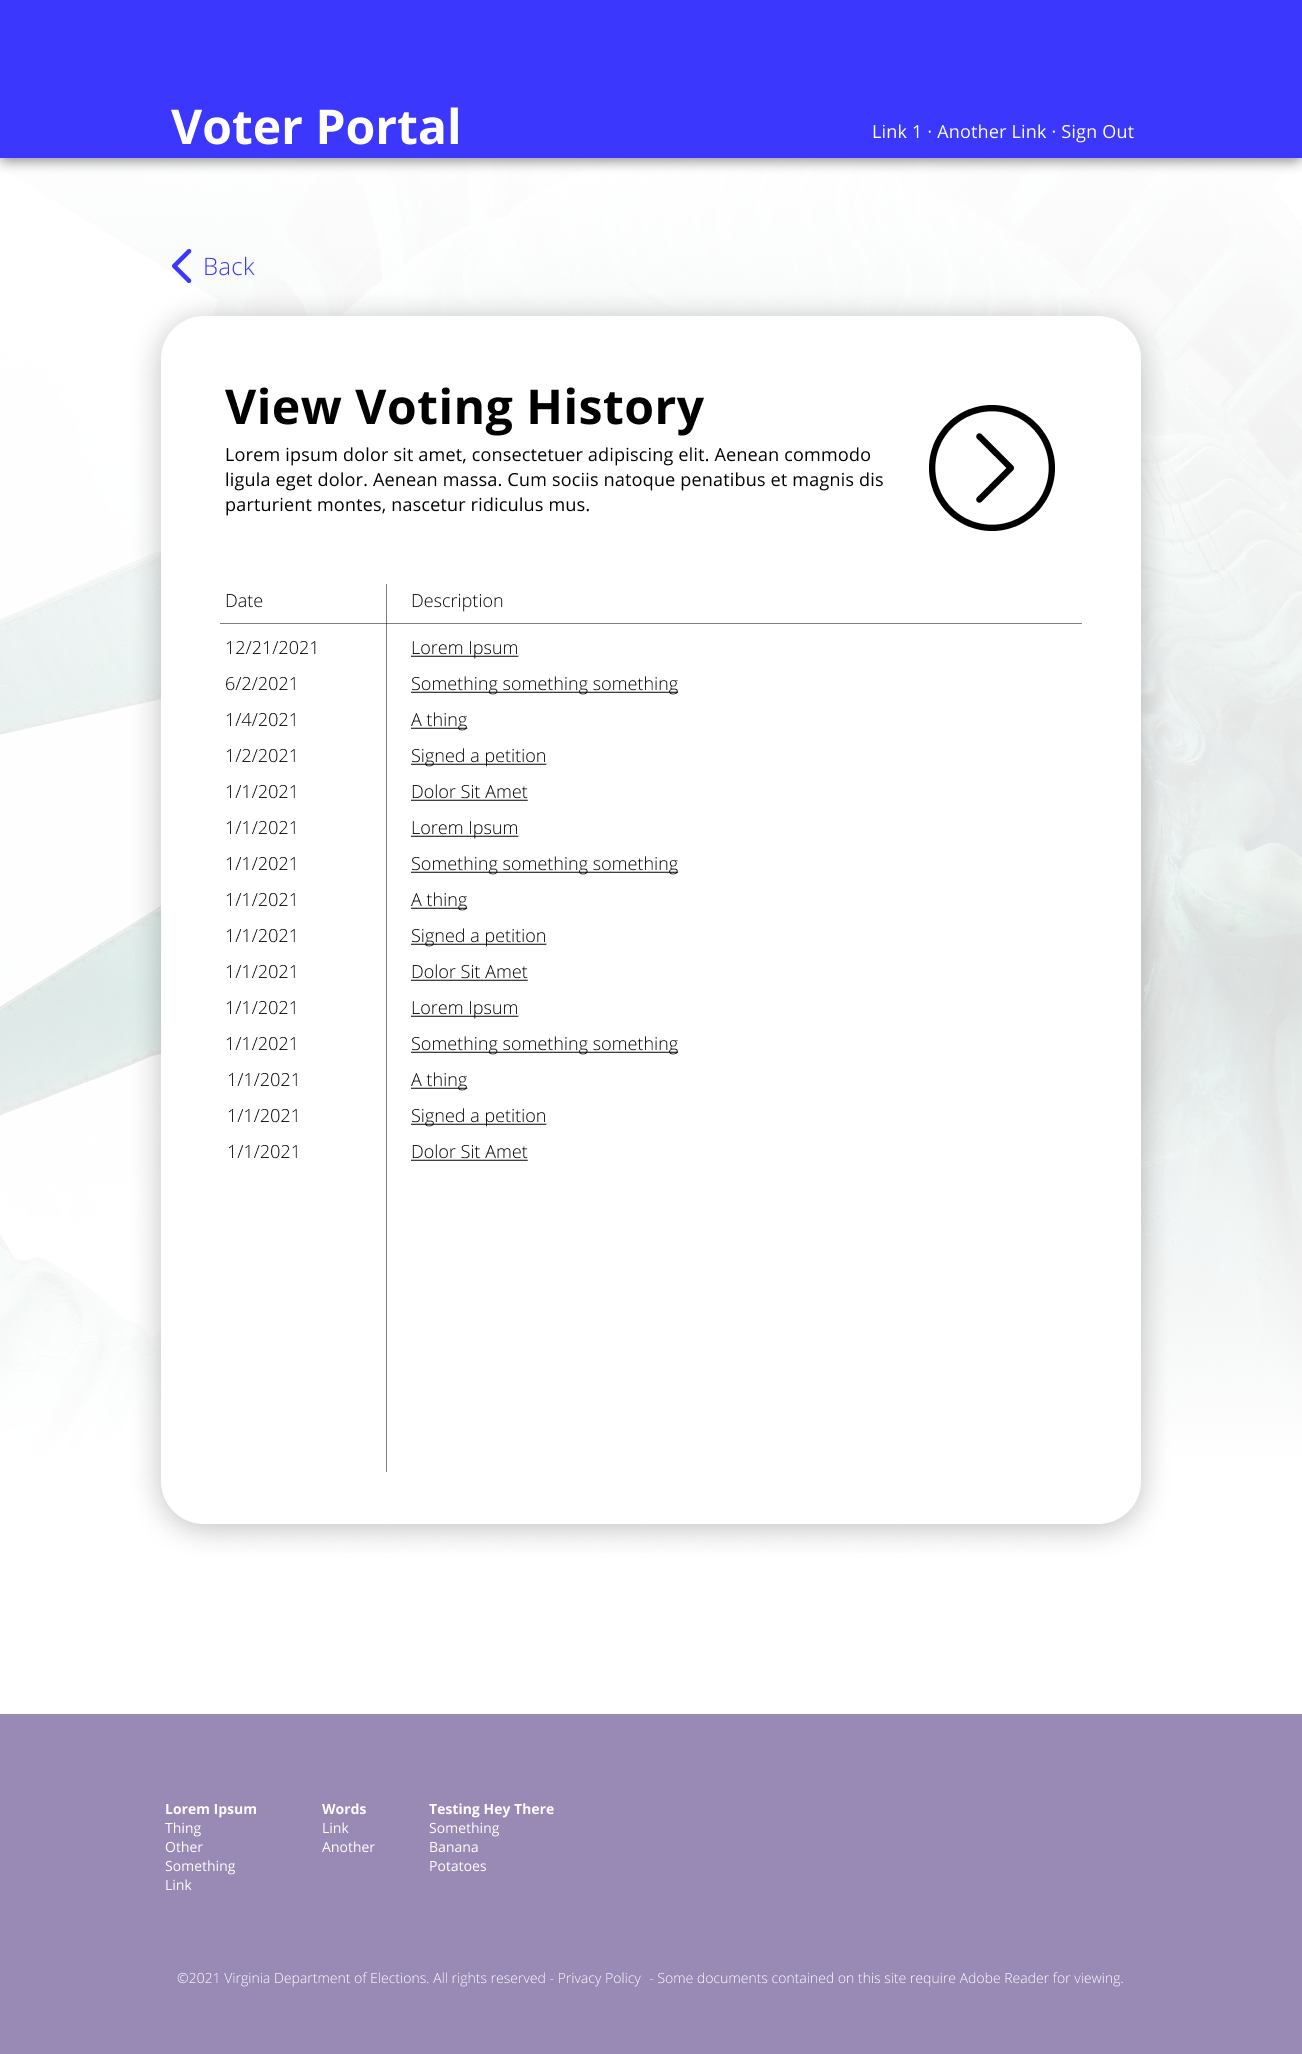 Voter Portal
Link 1 · Another Link · Sign Out
Back
View Voting History
Lorem ipsum dolor sit amet, consectetuer adipiscing elit. Aenean commodo
ligula eget dolor. Aenean massa. Cum sociis natoque penatibus et magnis dis
parturient montes, nascetur ridiculus mus.
Date Description
12/21/2021 Lorem Ipsum
6/2/2021 Something something something
1/4/2021 A thing
1/2/2021 Signed a petition
1/1/2021 Dolor Sit Amet
1/1/2021 Lorem Ipsum
1/1/2021 Something something something
1/1/2021 A thing
1/1/2021 Signed a petition
1/1/2021 Dolor Sit Amet
1/1/2021 Lorem Ipsum
1/1/2021 Something something something
1/1/2021 A thing
1/1/2021 Signed a petition
1/1/2021 Dolor Sit Amet
Lorem Ipsum
Thing
Other
Something
Link
Words
Link
Another
Testing Hey There
Something
Banana
Potatoes
©2021 Virginia Department of Elections. All rights reserved - Privacy Policy - Some documents contained on this site require Adobe Reader for viewing.